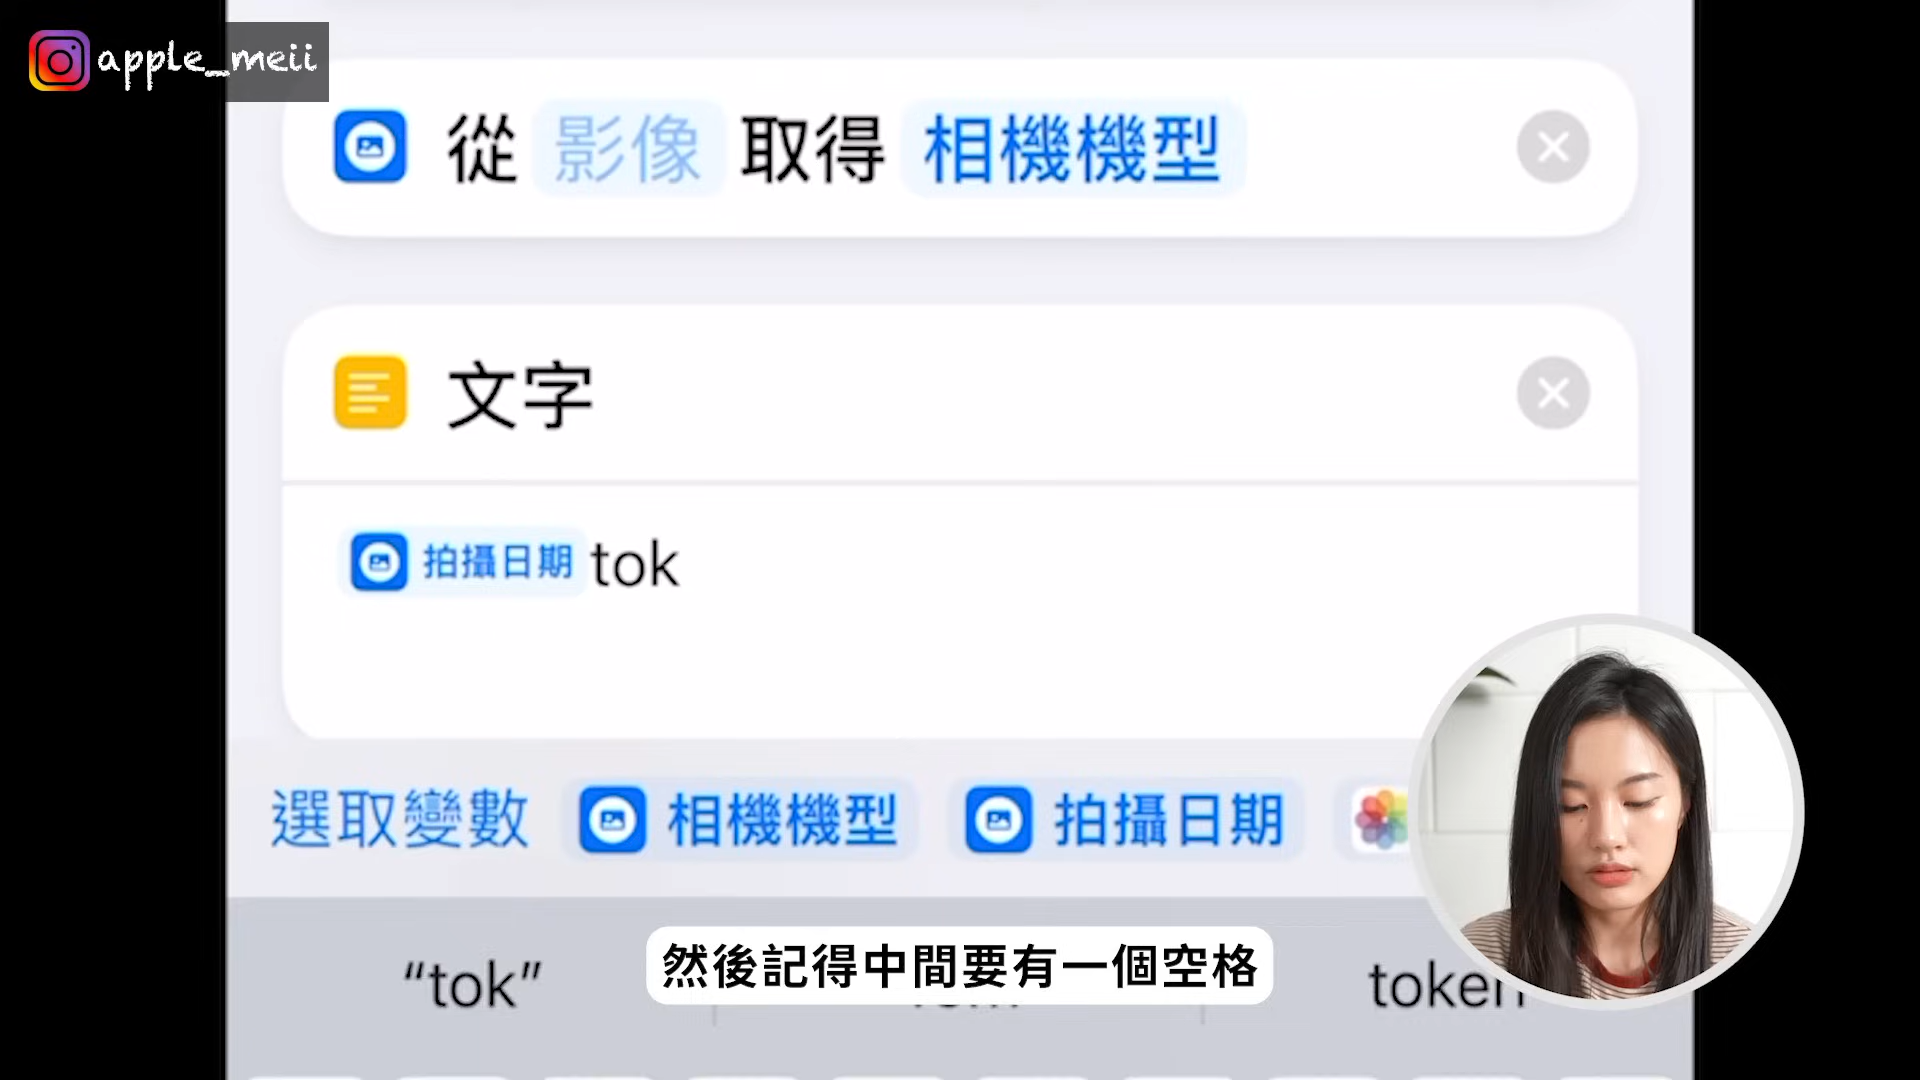 apple_meii
從 影像 取得 相機機型
文字
拍攝日期 tok
選取變數 相機機型 拍攝日期
“tok”
然後記得中間要有一個空格